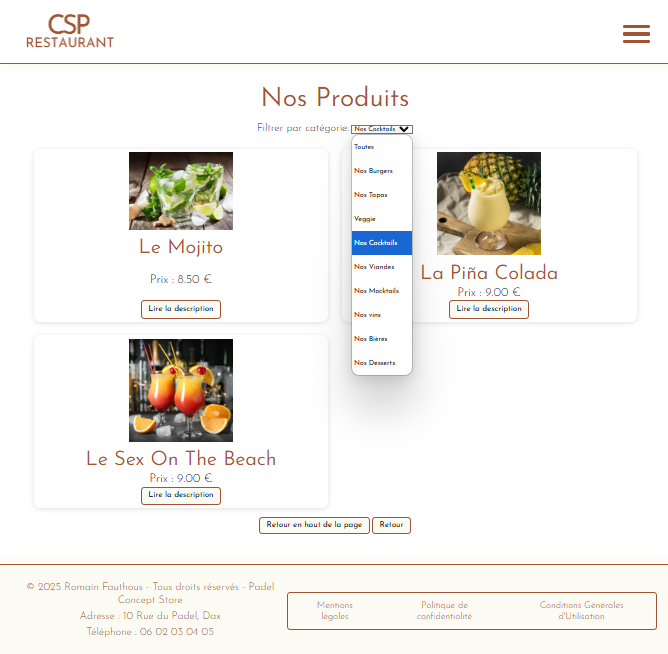 CSP
RESTAURANT
Nos Produits
Filtrer par catégorie: Nos Cocktails
Toutes
Nos Burgers
Nos Tapas
Veggie
Nos Cocktails
Nos Viandes
Nos Mocktails
Nos vins
Nos Bières
Nos Desserts
Le Mojito
Prix : 8.50 €
Lire la description
La Piña Colada
Prix : 9.00 €
Lire la description
Le Sex On The Beach
Prix : 9.00 €
Lire la description
Retour en haut de la page Retour
© 2025 Romain Fauthous - Tous droits réservés - Padel
Concept Store
Adresse : 10 Rue du Padel, Dax
Téléphone : 06 02 03 04 05
Mentions
légales
Politique de
confidentialité
Conditions Générales
d'Utilisation